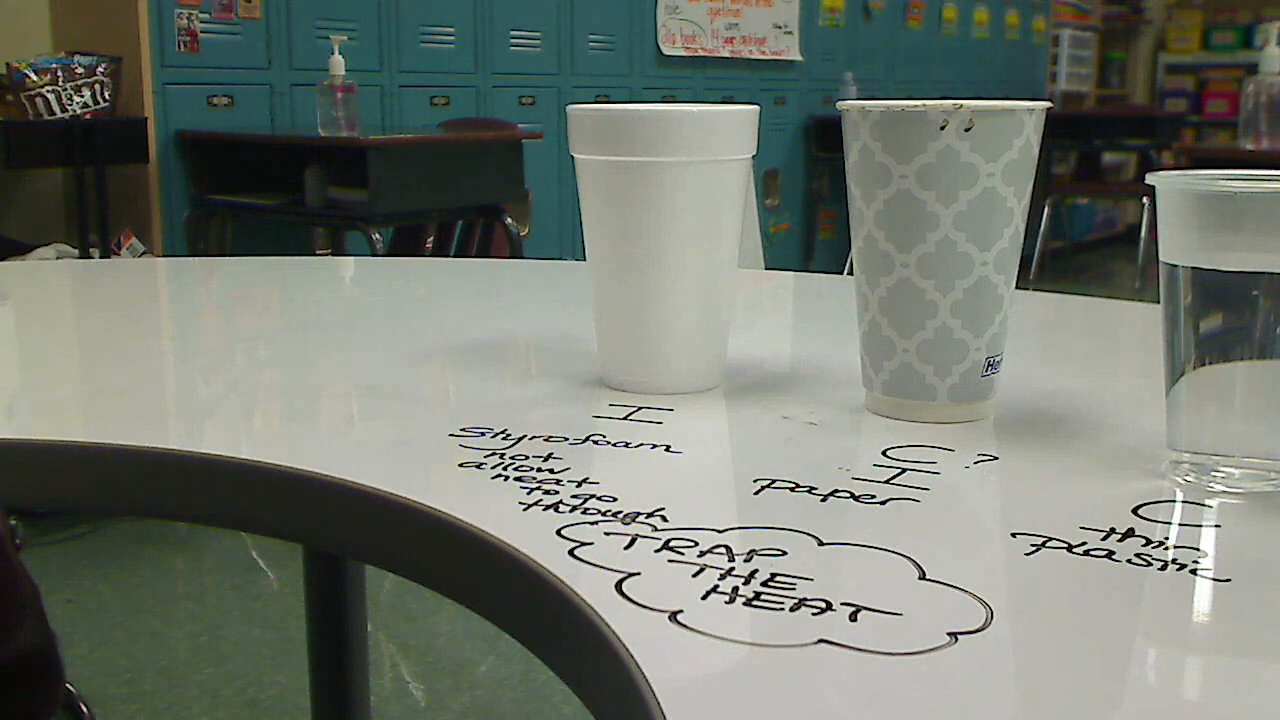 I
Styrofoam
not
allow
heat
to go
through
C ?
I
paper
C
thin
plastic
TRAP
THE
HEAT